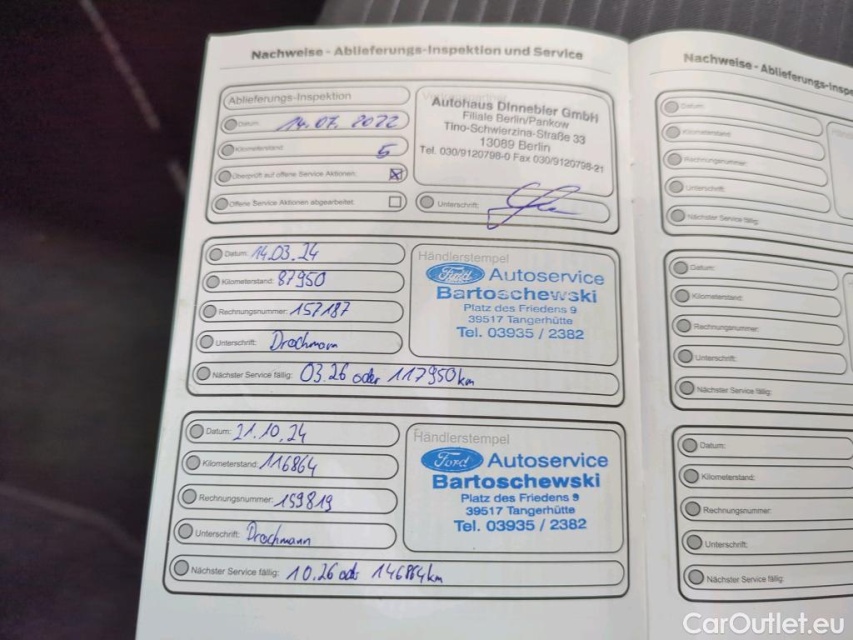 Nachweise - Ablieferungs-Inspektion und Service
Ablieferungs-Inspektion
Datum: 14.07.2022
Kilometerstand: 5
Überprüft auf offene Service Aktionen:
Offene Service Aktionen abgearbeitet:
Autohaus Dinnebier GmbH
Filiale Berlin/Pankow
Tino-Schwierzina-Straße 33
13089 Berlin
Tel. 030/9120798-0 Fax 030/9120798-21
Unterschrift:
Datum: 14.03.24
Kilometerstand: 87950
Rechnungsnummer: 157187
Unterschrift: Drachmann
Nächster Service fällig: 03.26 oder 117950 km
Händlerstempel
Ford Autoservice
Bartoschewski
Platz des Friedens 9
39517 Tangerhütte
Tel. 03935 / 2382
Datum: 21.10.24
Kilometerstand: 116864
Rechnungsnummer: 159819
Unterschrift: Drachmann
Nächster Service fällig: 10.26 oder 146864 km
Händlerstempel
Ford Autoservice
Bartoschewski
Platz des Friedens 9
39517 Tangerhütte
Tel. 03935 / 2382
Nachweise - Ablieferungs-Inspe
Datum:
Kilometerstand:
Rechnungsnummer:
Unterschrift:
Nächster Service fällig:
Datum:
Kilometerstand:
Rechnungsnummer:
Unterschrift:
Nächster Service fällig:
Datum:
Kilometerstand:
Rechnungsnummer:
Unterschrift:
Nächster Service fällig:
CarOutlet.eu